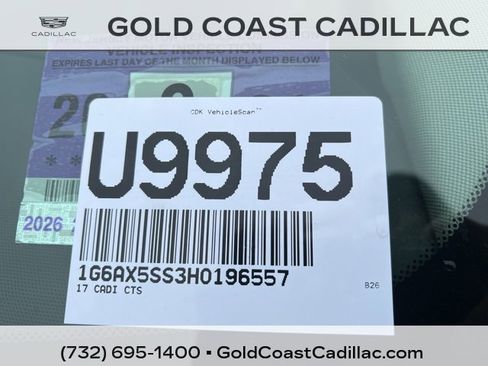 CADILLAC
GOLD COAST CADILLAC
VEHICLE INSPECTION
EXPIRES LAST DAY OF THE MONTH DISPLAYED BELOW
CDK VehicleScan™
U9975
1G6AX5SS3H0196557
17 CADI CTS
B26
2026
(732) 695-1400 ▪ GoldCoastCadillac.com